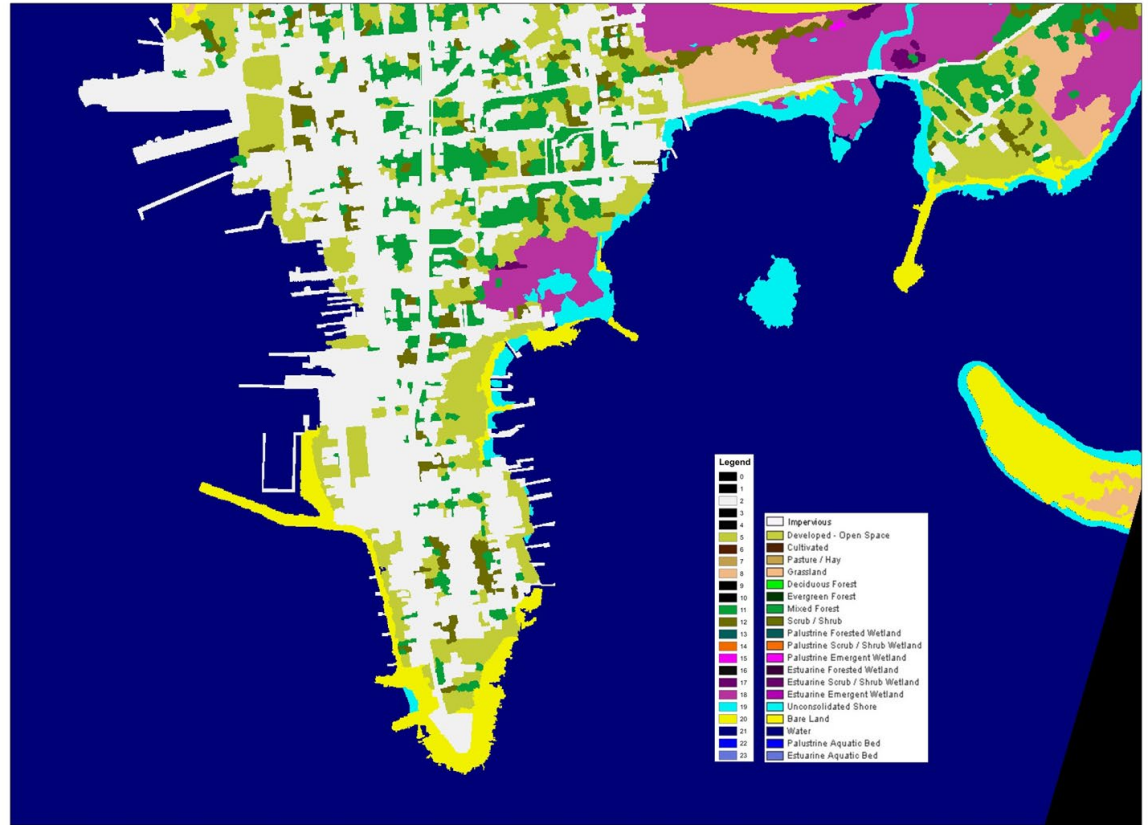 Legend
0
1
2
3
4
5
6
7
8
9
10
11
12
13
14
15
16
17
18
19
20
21
22
23
Impervious
Developed - Open Space
Cultivated
Pasture / Hay
Grassland
Deciduous Forest
Evergreen Forest
Mixed Forest
Scrub / Shrub
Palustrine Forested Wetland
Palustrine Scrub / Shrub Wetland
Palustrine Emergent Wetland
Estuarine Forested Wetland
Estuarine Scrub / Shrub Wetland
Estuarine Emergent Wetland
Unconsolidated Shore
Bare Land
Water
Palustrine Aquatic Bed
Estuarine Aquatic Bed